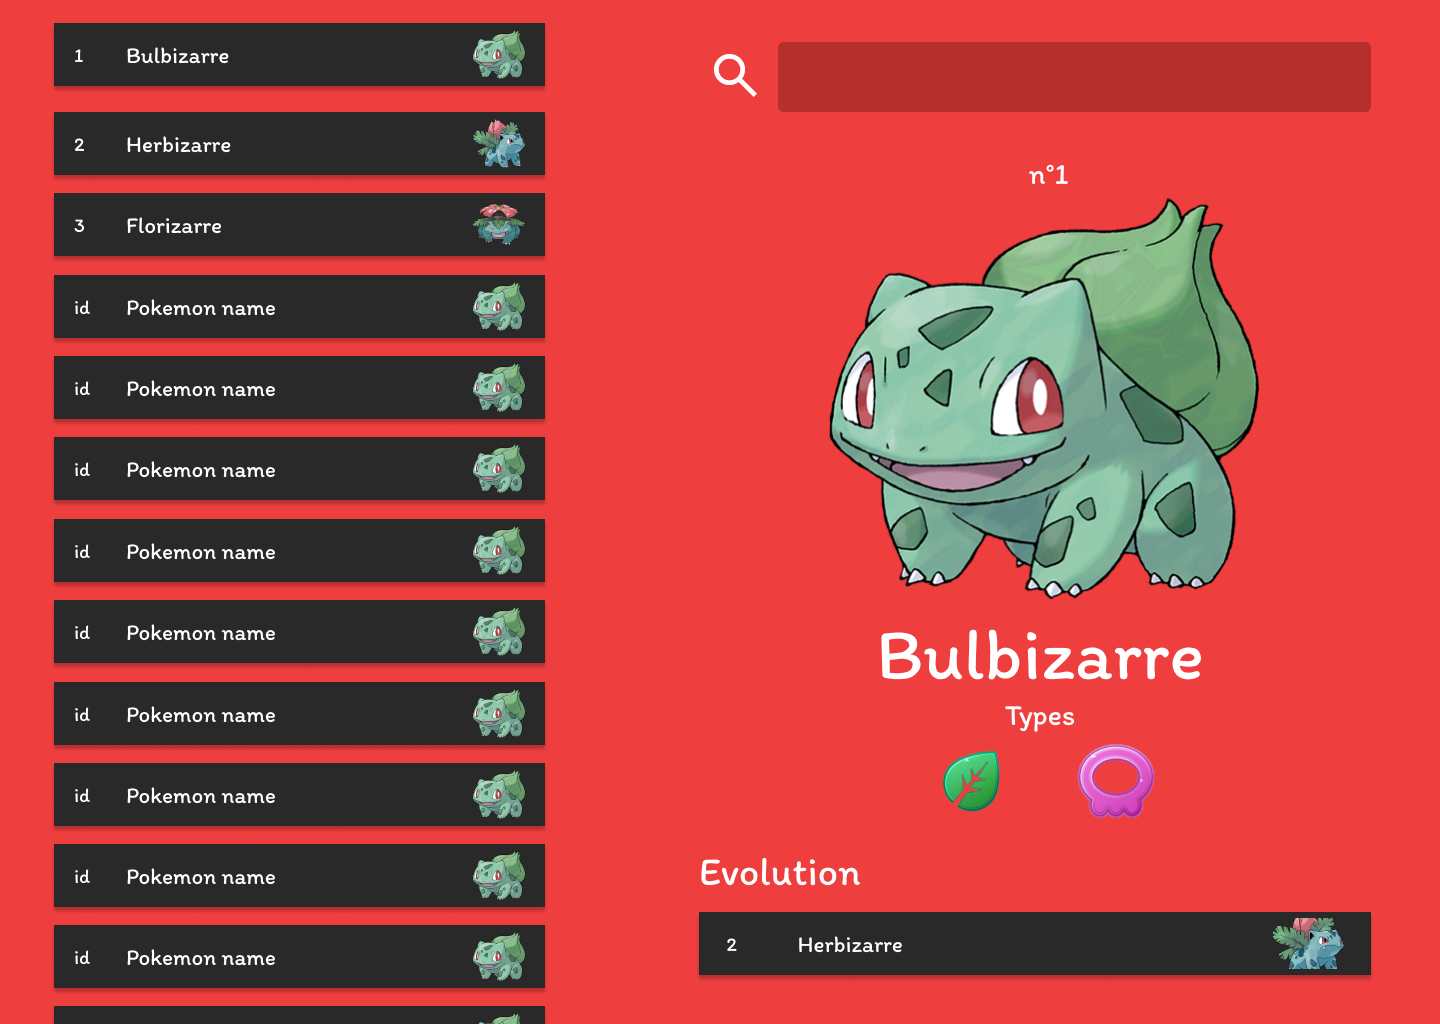 1 Bulbizarre
2 Herbizarre
3 Florizarre
id Pokemon name
id Pokemon name
id Pokemon name
id Pokemon name
id Pokemon name
id Pokemon name
id Pokemon name
id Pokemon name
id Pokemon name
n°1
Bulbizarre
Types
Evolution
2 Herbizarre